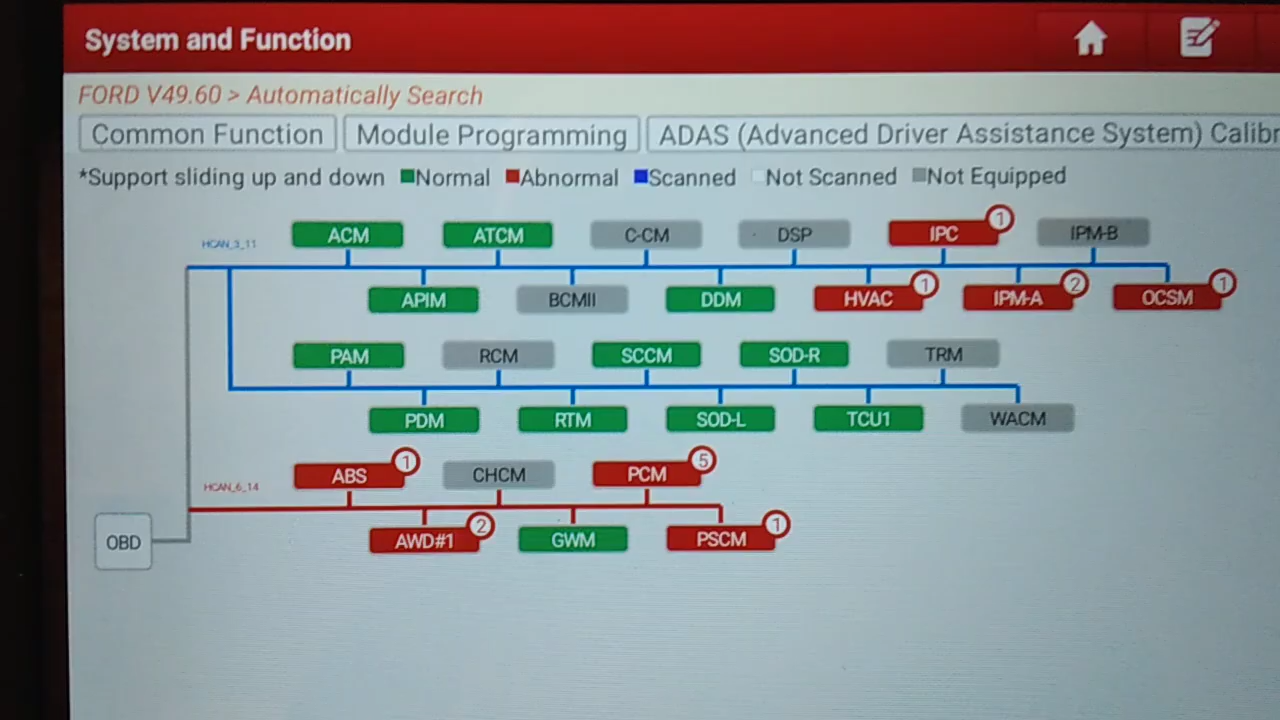 System and Function
FORD V49.60 > Automatically Search
Common Function Module Programming ADAS (Advanced Driver Assistance System) Calibr
*Support sliding up and down Normal Abnormal Scanned Not Scanned Not Equipped
HCAN_3_11 ACM ATCM C-CM DSP IPC 1 IPM-B
APIM BCMII DDM HVAC 1 IPM-A 2 OCSM 1
PAM RCM SCCM SOD-R TRM
PDM RTM SOD-L TCU1 WACM
HCAN_6_14 ABS 1 CHCM PCM 5
OBD AWD#1 2 GWM PSCM 1